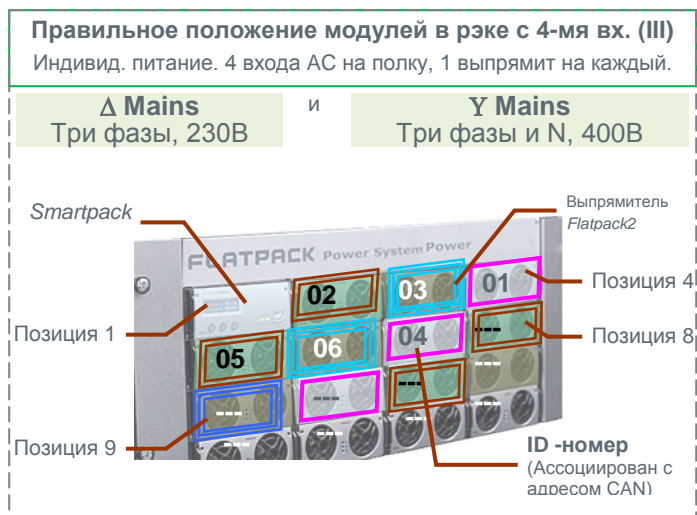 Правильное положение модулей в рэке с 4-мя вх. (III)
Индивид. питание. 4 входа AC на полку, 1 выпрямит на каждый.
Δ Mains
Три фазы, 230В
и
Y Mains
Три фазы и N, 400В
Smartpack
Выпрямитель
Flatpack2
FLATPACK Power System Power
Позиция 1
02
03
01
Позиция 4
05
06
04
---
Позиция 8
---
---
---
---
Позиция 9
---
---
---
---
ID -номер
(Ассоциирован с
адресом CAN)